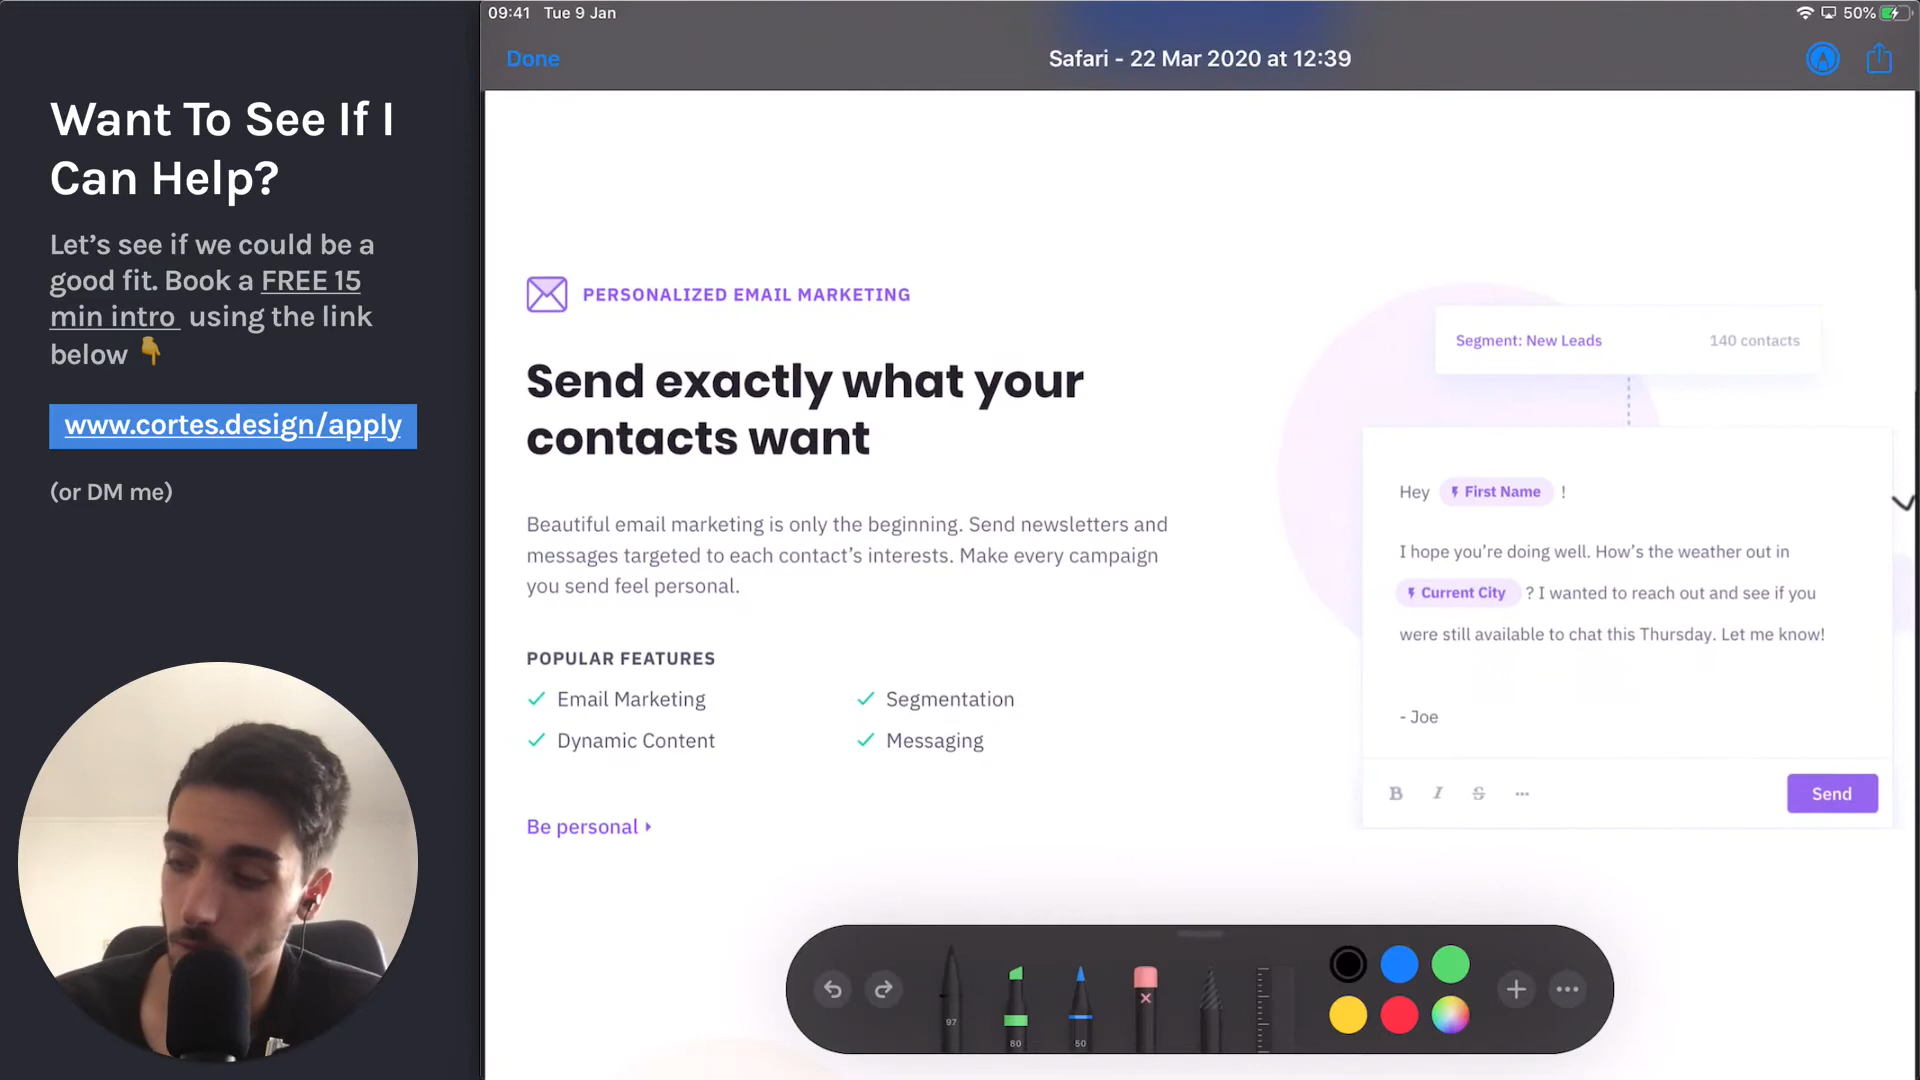 09:41 Tue 9 Jan
50%
Done
Safari - 22 Mar 2020 at 12:39
Want To See If I
Can Help?
Let's see if we could be a
good fit. Book a FREE 15
min intro using the link
below 👇
www.cortes.design/apply
(or DM me)
PERSONALIZED EMAIL MARKETING
Send exactly what your
contacts want
Beautiful email marketing is only the beginning. Send newsletters and
messages targeted to each contact's interests. Make every campaign
you send feel personal.
POPULAR FEATURES
Email Marketing
Segmentation
Dynamic Content
Messaging
Be personal
Segment: New Leads
140 contacts
Hey First Name !
I hope you're doing well. How's the weather out in
Current City ? I wanted to reach out and see if you
were still available to chat this Thursday. Let me know!
- Joe
B I S ...
Send
97
80
50